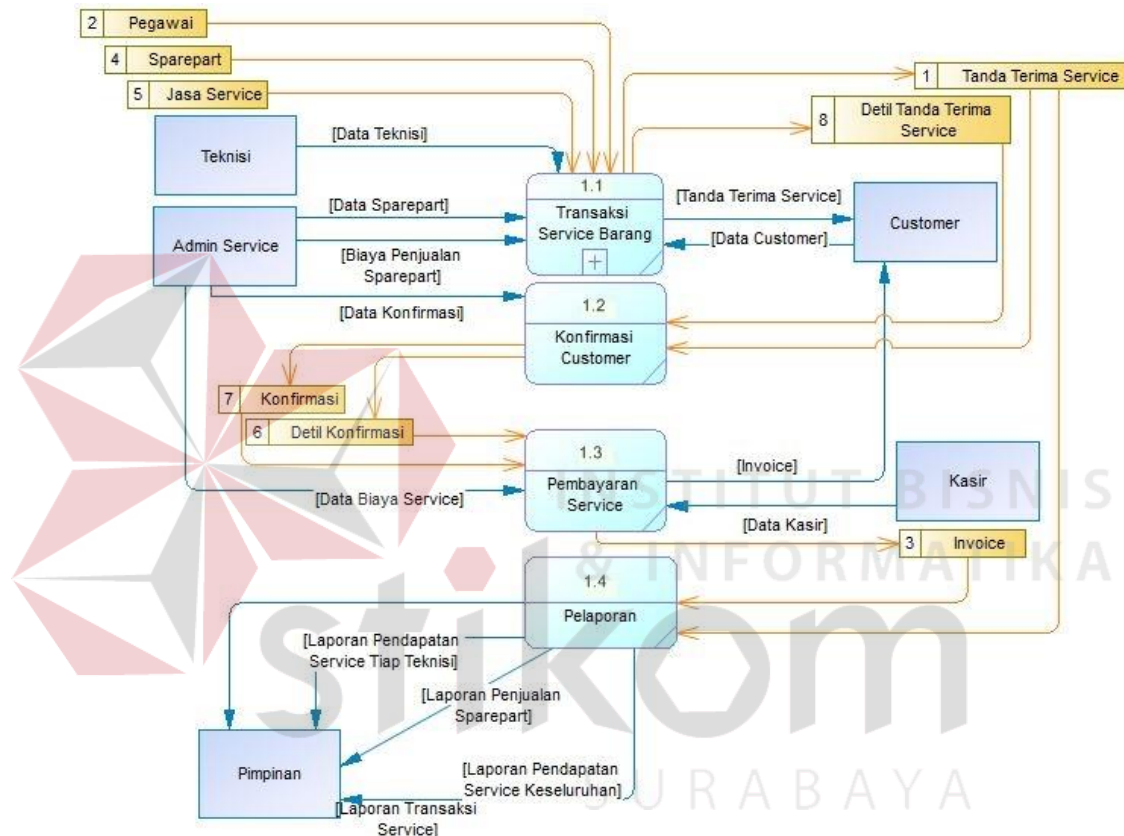 2 Pegawai
4 Sparepart
5 Jasa Service
1 Tanda Terima Service
8 Detil Tanda Terima
Service
Teknisi
[Data Teknisi]
1.1
Transaksi
Service Barang
+
[Tanda Terima Service]
[Data Customer]
Customer
Admin Service
[Data Sparepart]
[Biaya Penjualan
Sparepart]
[Data Konfirmasi]
1.2
Konfirmasi
Customer
7 Konfirmasi
6 Detil Konfirmasi
1.3
Pembayaran
Service
[Data Biaya Service]
[Invoice]
[Data Kasir]
Kasir
3 Invoice
INSTITUT BISNIS
& INFORMATIKA
stikom
SURABAYA
1.4
Pelaporan
[Laporan Pendapatan
Service Tiap Teknisi]
[Laporan Penjualan
Sparepart]
Pimpinan
[Laporan Pendapatan
Service Keseluruhan]
[Laporan Transaksi
Service]